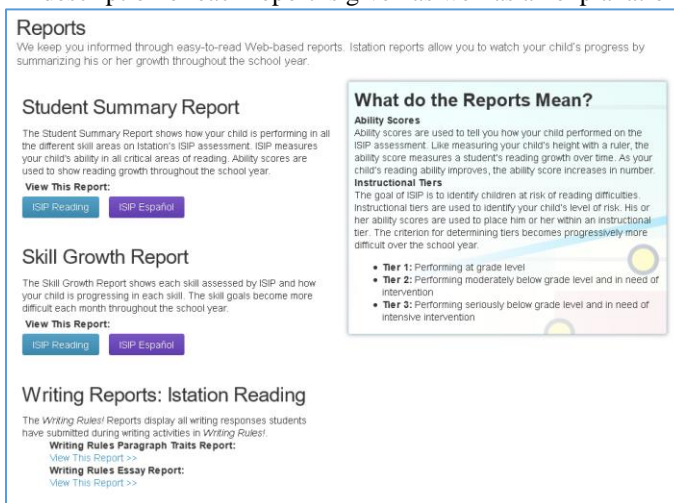 Reports
We keep you informed through easy-to-read Web-based reports. Istation reports allow you to watch your child's progress by
summarizing his or her growth throughout the school year.
Student Summary Report
The Student Summary Report shows how your child is performing in all
the different skill areas on Istation's ISIP assessment. ISIP measures
your child's ability in all critical areas of reading. Ability scores are
used to show reading growth throughout the school year.
View This Report:
ISIP Reading ISIP Español
Skill Growth Report
The Skill Growth Report shows each skill assessed by ISIP and how
your child is progressing in each skill. The skill goals become more
difficult each month throughout the school year.
View This Report:
ISIP Reading ISIP Español
Writing Reports: Istation Reading
The Writing Rules! Reports display all writing responses students
have submitted during writing activities in Writing Rules!.
Writing Rules Paragraph Traits Report:
View This Report >>
Writing Rules Essay Report:
View This Report >>
What do the Reports Mean?
Ability Scores
Ability scores are used to tell you how your child performed on the
ISIP assessment. Like measuring your child's height with a ruler, the
ability score measures a student's reading growth over time. As your
child's reading ability improves, the ability score increases in number.
Instructional Tiers
The goal of ISIP is to identify children at risk of reading difficulties.
Instructional tiers are used to identify your child's level of risk. His or
her ability scores are used to place him or her within an instructional
tier. The criterion for determining tiers becomes progressively more
difficult over the school year.
• Tier 1: Performing at grade level
• Tier 2: Performing moderately below grade level and in need of
intervention
• Tier 3: Performing seriously below grade level and in need of
intensive intervention